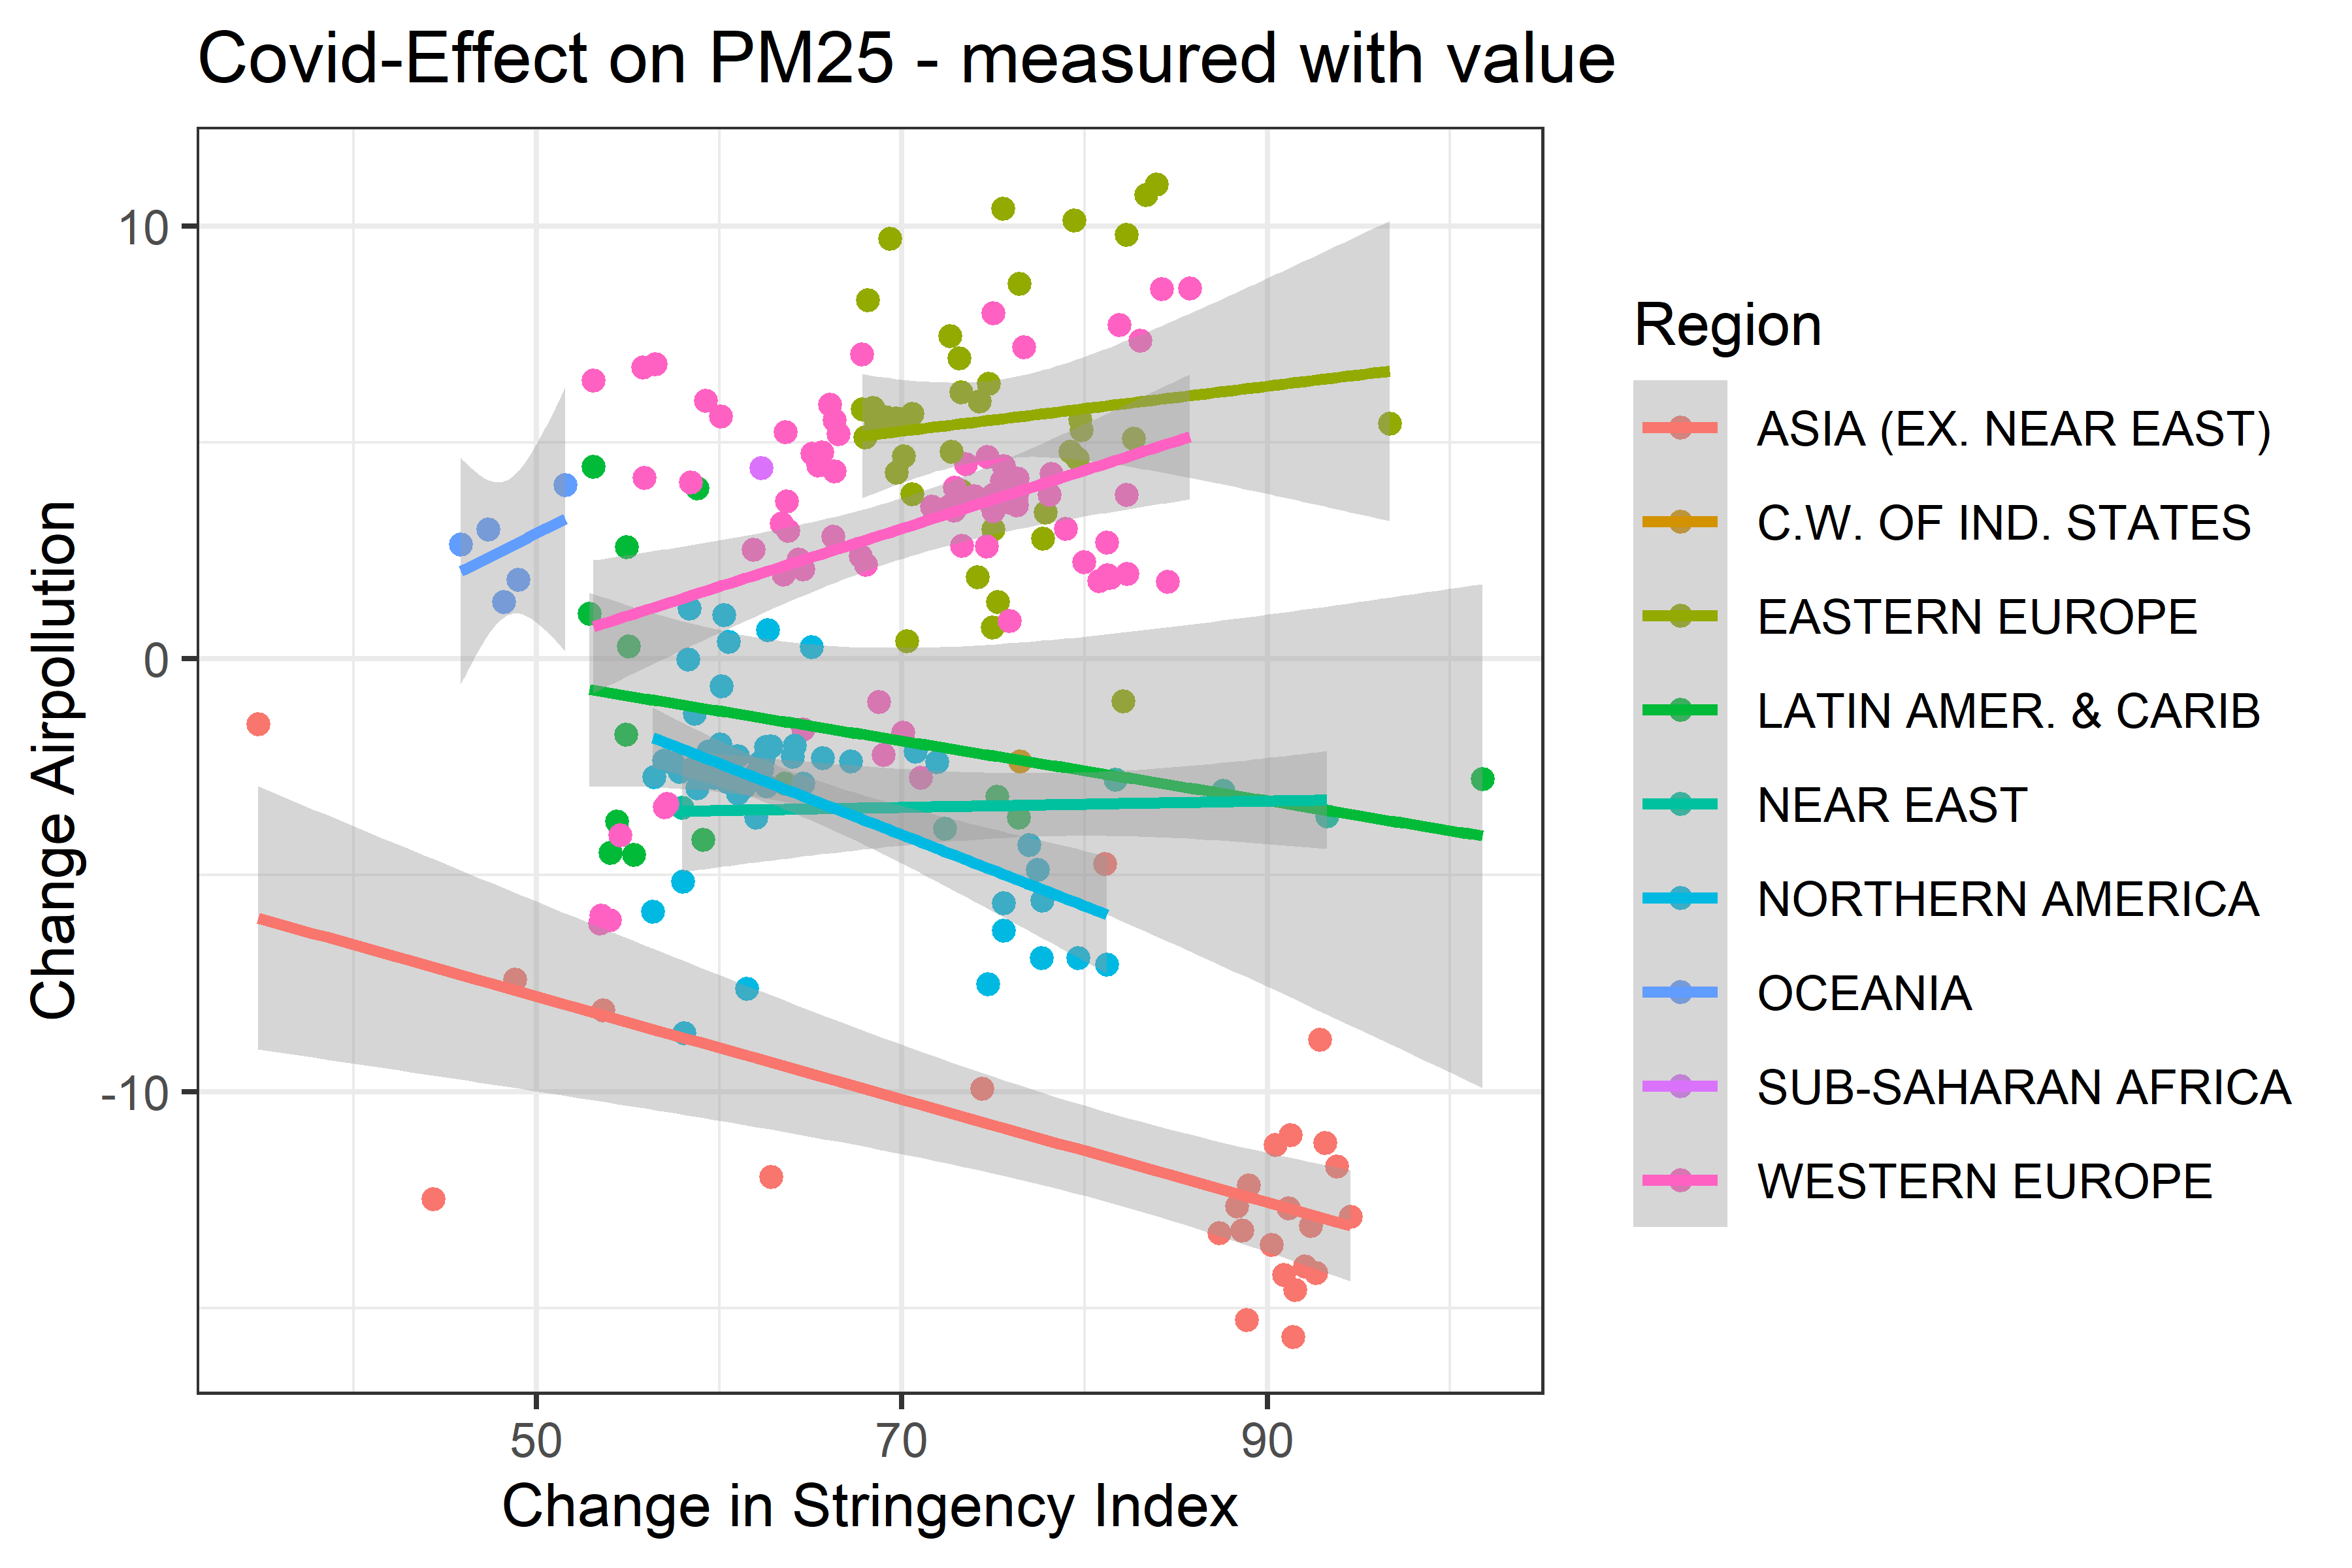 Covid-Effect on PM25 - measured with value
Change Airpollution
10
0
-10
50
70
90
Change in Stringency Index
Region
ASIA (EX. NEAR EAST)
C.W. OF IND. STATES
EASTERN EUROPE
LATIN AMER. & CARIB
NEAR EAST
NORTHERN AMERICA
OCEANIA
SUB-SAHARAN AFRICA
WESTERN EUROPE